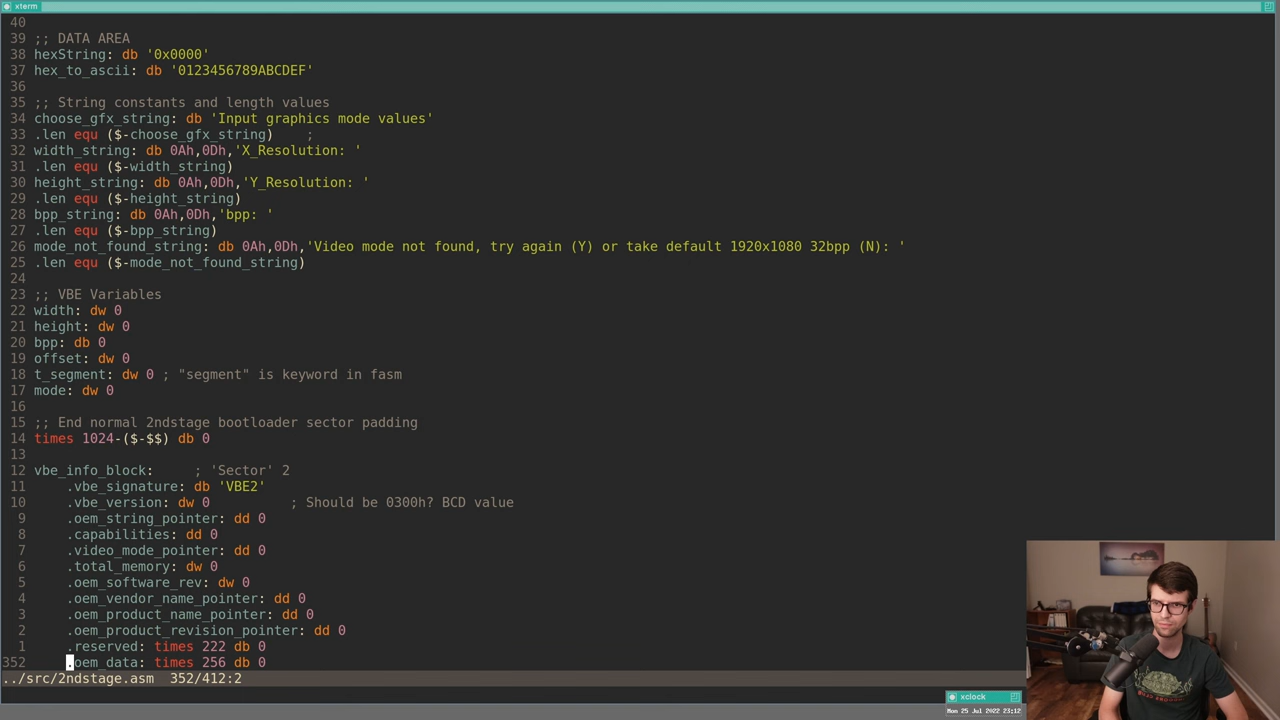 xterm
40
39 ;; DATA AREA
38 hexString: db '0x0000'
37 hex_to_ascii: db '0123456789ABCDEF'
36
35 ;; String constants and length values
34 choose_gfx_string: db 'Input graphics mode values'
33 .len equ ($-choose_gfx_string)    ;
32 width_string: db 0Ah,0Dh,'X_Resolution: '
31 .len equ ($-width_string)
30 height_string: db 0Ah,0Dh,'Y_Resolution: '
29 .len equ ($-height_string)
28 bpp_string: db 0Ah,0Dh,'bpp: '
27 .len equ ($-bpp_string)
26 mode_not_found_string: db 0Ah,0Dh,'Video mode not found, try again (Y) or take default 1920x1080 32bpp (N): '
25 .len equ ($-mode_not_found_string)
24
23 ;; VBE Variables
22 width: dw 0
21 height: dw 0
20 bpp: db 0
19 offset: dw 0
18 t_segment: dw 0 ; "segment" is keyword in fasm
17 mode: dw 0
16
15 ;; End normal 2ndstage bootloader sector padding
14 times 1024-($-$$) db 0
13
12 vbe_info_block:     ; 'Sector' 2
11     .vbe_signature: db 'VBE2'
10     .vbe_version: dw 0          ; Should be 0300h? BCD value
9     .oem_string_pointer: dd 0
8     .capabilities: dd 0
7     .video_mode_pointer: dd 0
6     .total_memory: dw 0
5     .oem_software_rev: dw 0
4     .oem_vendor_name_pointer: dd 0
3     .oem_product_name_pointer: dd 0
2     .oem_product_revision_pointer: dd 0
1     .reserved: times 222 db 0
352     .oem_data: times 256 db 0
../src/2ndstage.asm  352/412:2
xclock
Mon 25 Jul 2022 23:12